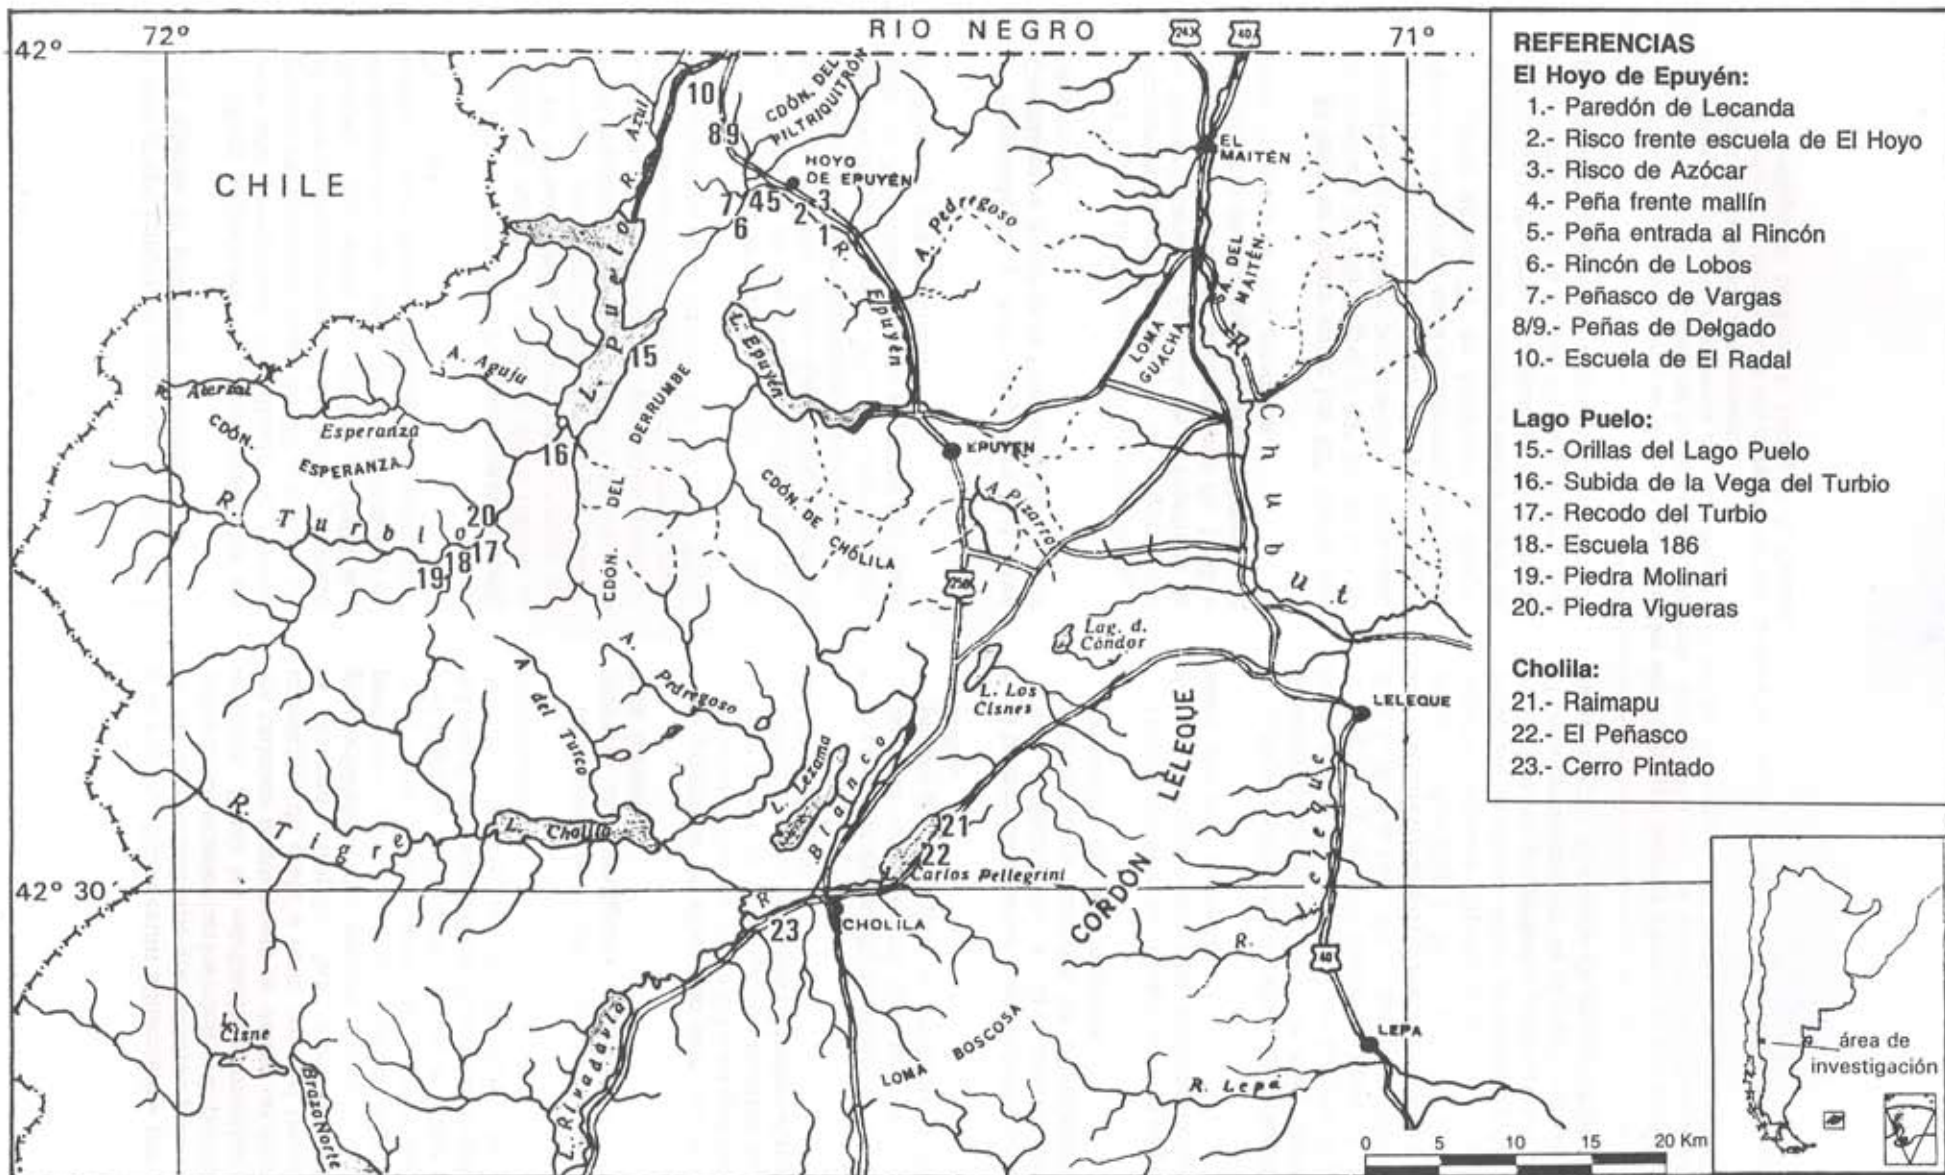 RIO NEGRO
42°
72°
71°
243
40
CHILE
R. Azul
10
CDÓN. DEL
PILTRIQUITRÓN
89
HOYO
DE EPUYÉN
EL
MAITÉN
7
45
3
2
6
1
R. Epuyén
A. Pedregoso
SA. DEL
MAITÉN
LOMA
GUACHA
L. Puelo
15
L. Epuyén
A. Aguja
DERRUMBE
DEL
CDÓN.
Esperanza
CDÓN.
ESPERANZA
16
EPUYEN
R. Chubut
CDÓN. DE
CHOLILA
A. Pizarro
R. Turbio
20
17
18
19
258
Lag. d.
Cóndor
L. Los
Cisnes
LELEQUE
A. Pedregoso
A del Turco
LELEQUE
CORDÓN
L. Lezama
R. Blanco
R. Tigre
L. Cholila
21
22
L. Carlos Pellegrini
R. Leleque
42° 30'
23
CHOLILA
40
L. Cisne
Brazo Norte
L. Rivadavia
LOMA BOSCOSA
LEPA
R. Lepá
0 5 10 15 20 Km
REFERENCIAS
El Hoyo de Epuyén:
1.- Paredón de Lecanda
2.- Risco frente escuela de El Hoyo
3.- Risco de Azócar
4.- Peña frente mallín
5.- Peña entrada al Rincón
6.- Rincón de Lobos
7.- Peñasco de Vargas
8/9.- Peñas de Delgado
10.- Escuela de El Radal
Lago Puelo:
15.- Orillas del Lago Puelo
16.- Subida de la Vega del Turbio
17.- Recodo del Turbio
18.- Escuela 186
19.- Piedra Molinari
20.- Piedra Vigueras
Cholila:
21.- Raimapu
22.- El Peñasco
23.- Cerro Pintado
área de
investigación